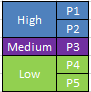 High P1
P2
Medium P3
Low P4
P5